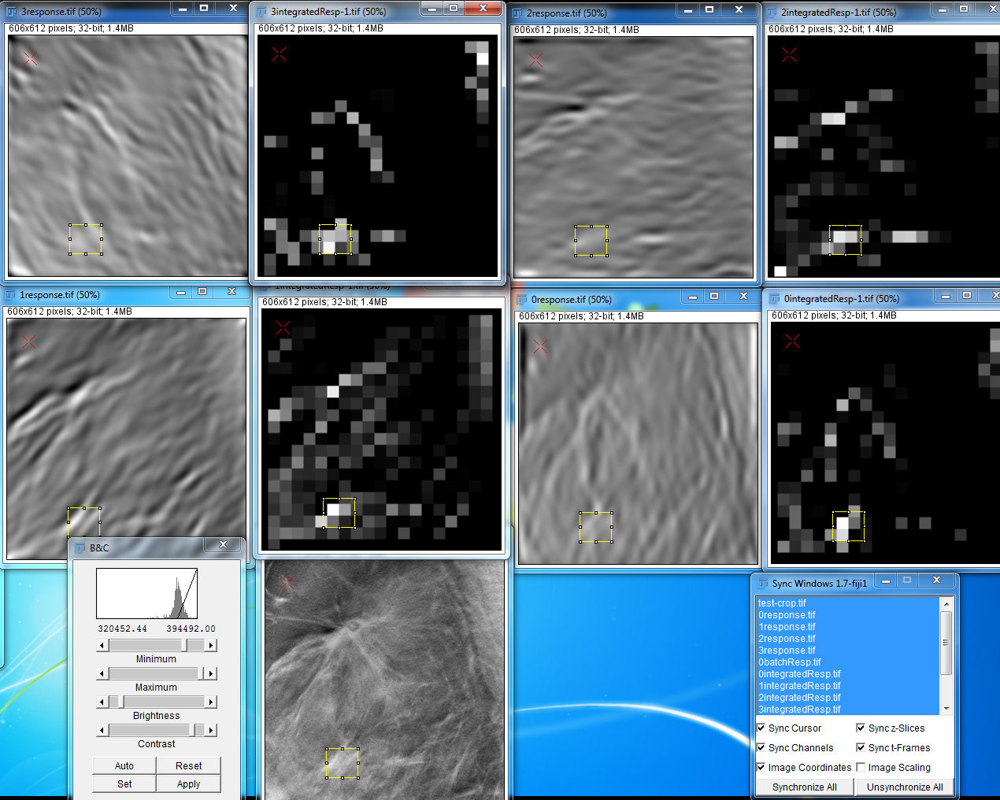 3response.tif (50%)
606x612 pixels; 32-bit; 1.4MB
3integratedResp-1.tif (50%)
606x612 pixels; 32-bit; 1.4MB
2response.tif (50%)
606x612 pixels; 32-bit; 1.4MB
2integratedResp-1.tif (50%)
606x612 pixels; 32-bit; 1.4MB
1response.tif (50%)
606x612 pixels; 32-bit; 1.4MB
1integratedResp-1.tif (50%)
606x612 pixels; 32-bit; 1.4MB
0response.tif (50%)
606x612 pixels; 32-bit; 1.4MB
0integratedResp-1.tif (50%)
606x612 pixels; 32-bit; 1.4MB
B&C
320452.44 394492.00
Minimum
Maximum
Brightness
Contrast
Auto Reset
Set Apply
Sync Windows 1.7-fiji1
test-crop.tif
0response.tif
1response.tif
2response.tif
3response.tif
0batchResp.tif
0integratedResp.tif
1integratedResp.tif
2integratedResp.tif
3integratedResp.tif
Sync Cursor Sync z-Slices
Sync Channels Sync t-Frames
Image Coordinates Image Scaling
Synchronize All Unsynchronize All